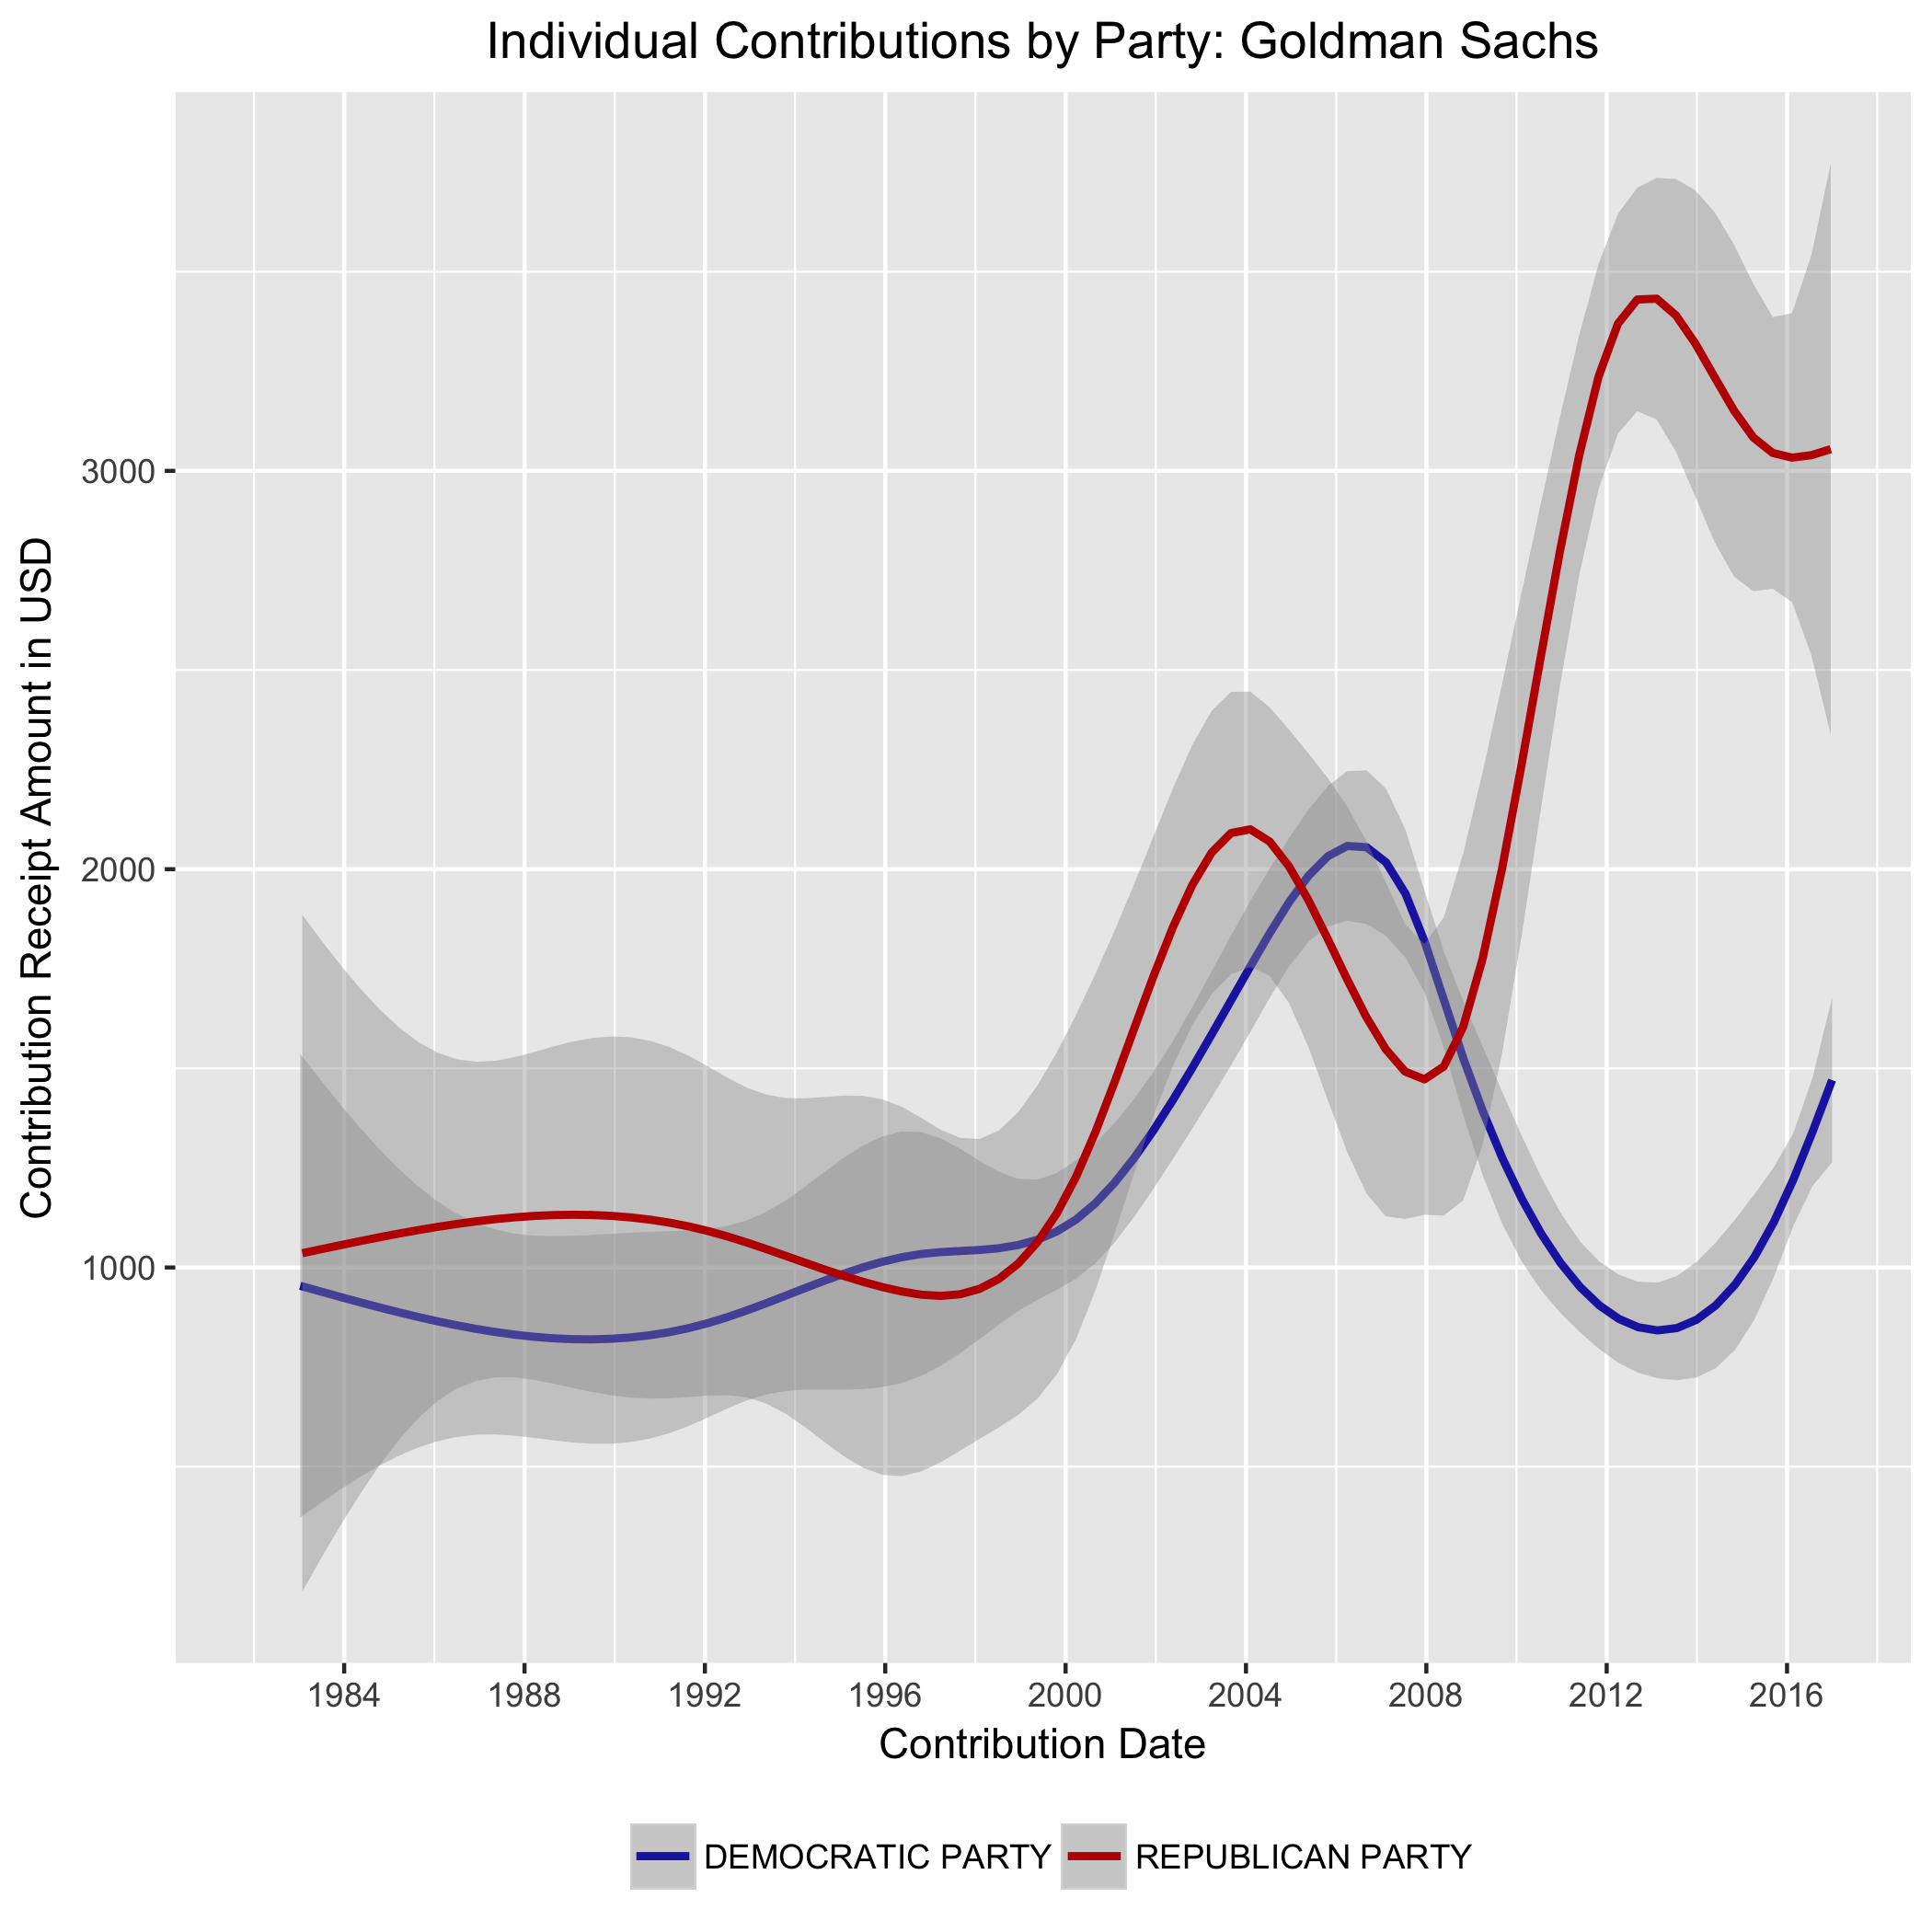 Individual Contributions by Party: Goldman Sachs
Contribution Receipt Amount in USD
3000
2000
1000
1984 1988 1992 1996 2000 2004 2008 2012 2016
Contribution Date
DEMOCRATIC PARTY REPUBLICAN PARTY